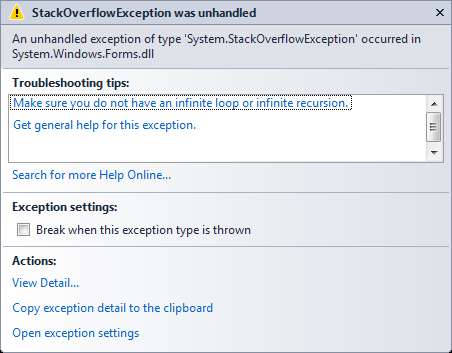 StackOverflowException was unhandled
An unhandled exception of type 'System.StackOverflowException' occurred in
System.Windows.Forms.dll
Troubleshooting tips:
Make sure you do not have an infinite loop or infinite recursion.
Get general help for this exception.
Search for more Help Online...
Exception settings:
Break when this exception type is thrown
Actions:
View Detail...
Copy exception detail to the clipboard
Open exception settings